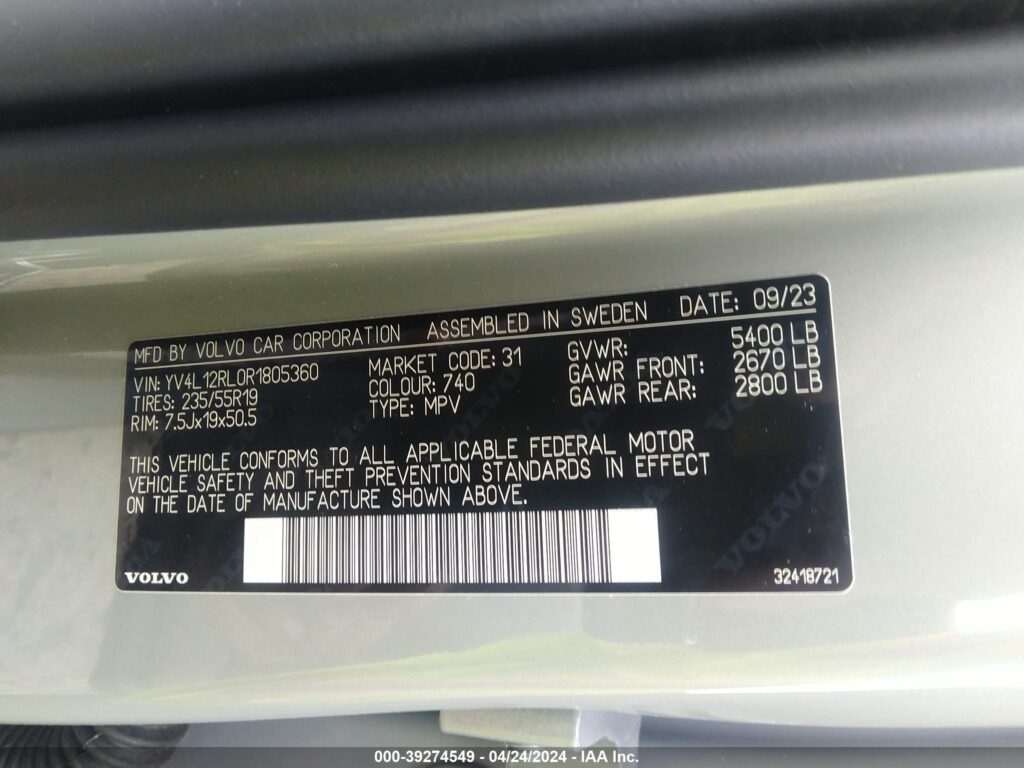 MFD BY VOLVO CAR CORPORATION ASSEMBLED IN SWEDEN DATE: 09/23
VIN: YV4L12RL0R1805360 MARKET CODE: 31 GVWR: 5400 LB
TIRES: 235/55R19 COLOUR: 740 GAWR FRONT: 2670 LB
RIM: 7.5Jx19x50.5 TYPE: MPV GAWR REAR: 2800 LB
THIS VEHICLE CONFORMS TO ALL APPLICABLE FEDERAL MOTOR
VEHICLE SAFETY AND THEFT PREVENTION STANDARDS IN EFFECT
ON THE DATE OF MANUFACTURE SHOWN ABOVE.
VOLVO
VOLVO 32418721
000-39274549 - 04/24/2024 - IAA Inc.